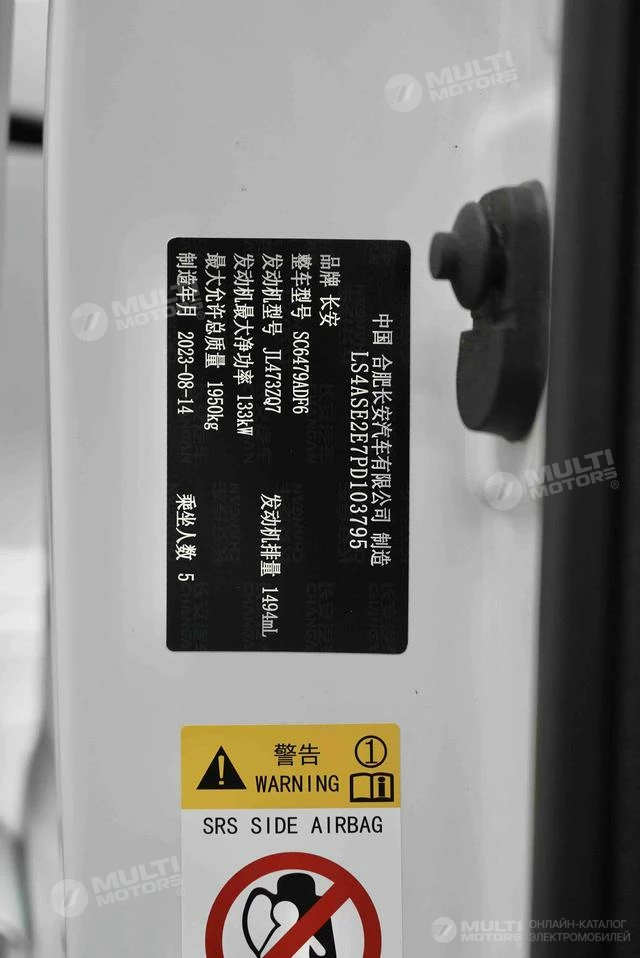 中国 合肥长安汽车有限公司 制造
LS4ASE2E7PD103795
品牌 长安
整车型号 SC6479ADF6
发动机型号 JL473ZQ7 发动机排量 1494mL
发动机最大净功率 133kW
最大允许总质量 1950kg
制造年月 2023-08-14 乘坐人数 5
警告 1
WARNING i
SRS SIDE AIRBAG
MULTI
MOTORS
MULTI
MOTORS
MULTI
MOTORS
MULTI
MOTORS
MULTI
MOTORS
ОНЛАЙН-КАТАЛОГ
ЭЛЕКТРОМОБИЛЕЙ